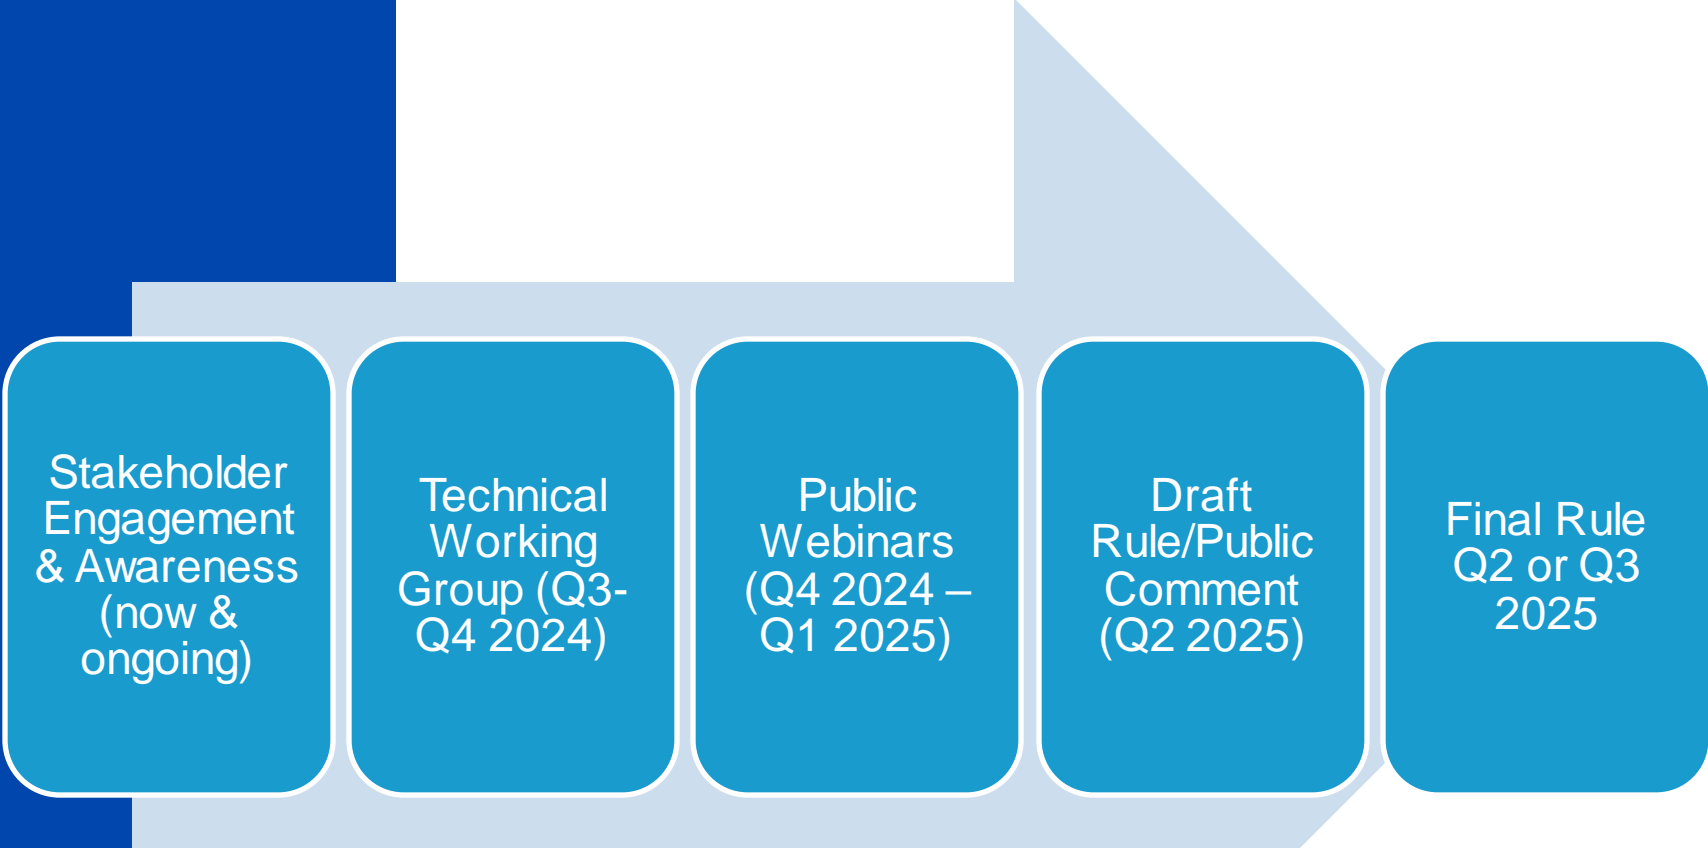 Stakeholder
Engagement
& Awareness
(now &
ongoing)
Technical
Working
Group (Q3-
Q4 2024)
Public
Webinars
(Q4 2024 –
Q1 2025)
Draft
Rule/Public
Comment
(Q2 2025)
Final Rule
Q2 or Q3
2025